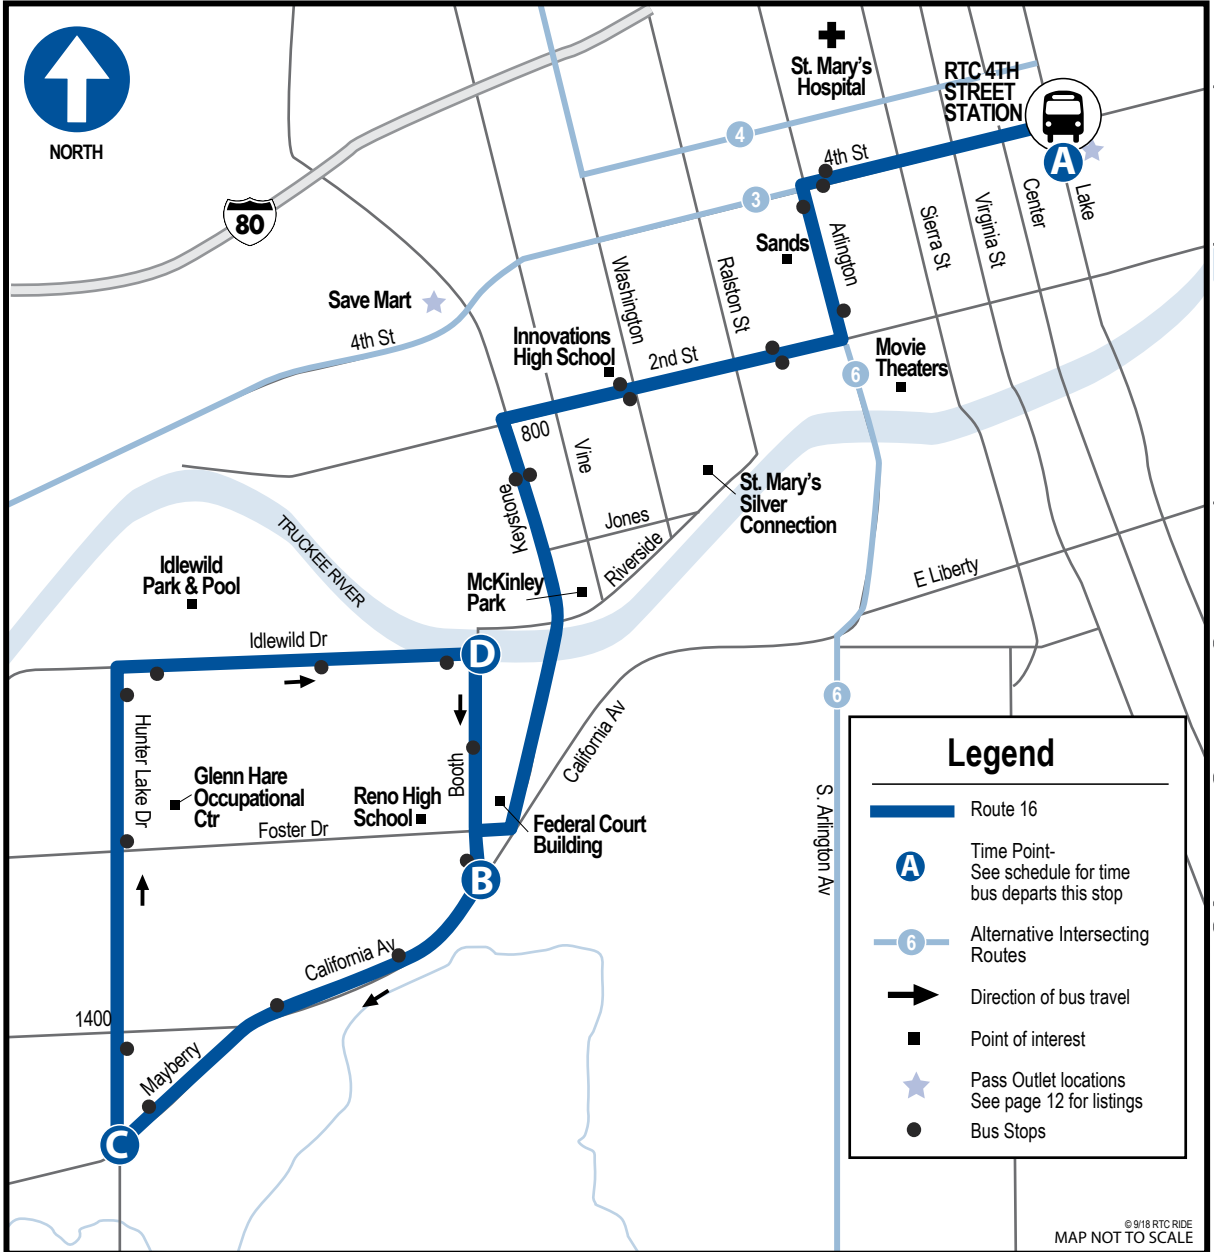 NORTH
80
St. Mary's
Hospital
RTC 4TH
STREET
STATION
A
4
4th St
3
Sands
Arlington
Sierra St
Virginia St
Center
Lake
Save Mart
4th St
Washington
Ralston St
Innovations
High School
2nd St
6
Movie
Theaters
800
Vine
Keystone
St. Mary's
Silver
Connection
Jones
Riverside
TRUCKEE RIVER
Idlewild
Park & Pool
McKinley
Park
E Liberty
Idlewild Dr
D
6
Hunter Lake Dr
Glenn Hare
Occupational
Ctr
Reno High
School
Booth
California Av
Foster Dr
Federal Court
Building
S. Arlington Av
B
California Av
1400
Mayberry
C
Legend
Route 16
A
Time Point-
See schedule for time
bus departs this stop
6
Alternative Intersecting
Routes
Direction of bus travel
Point of interest
Pass Outlet locations
See page 12 for listings
Bus Stops
© 9/18 RTC RIDE
MAP NOT TO SCALE